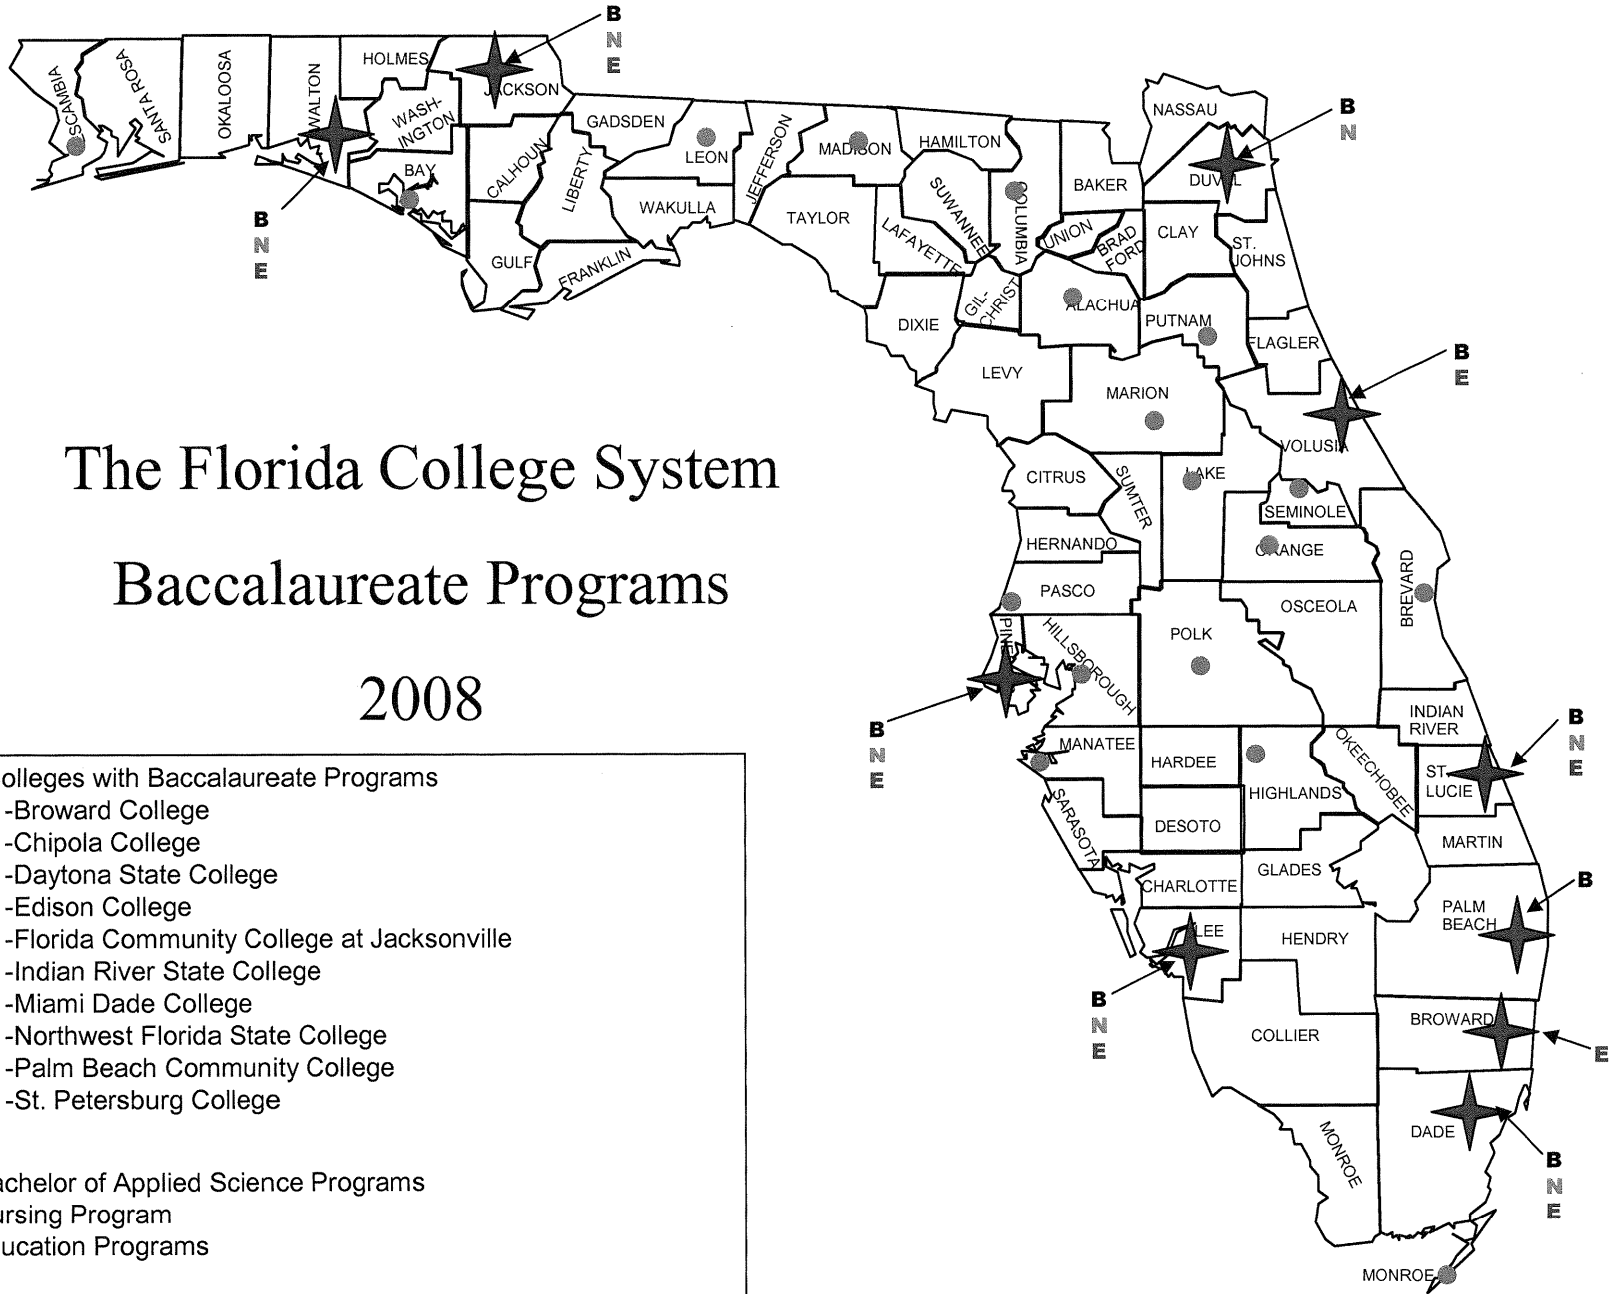 B
N
E
HOLMES
ESCAMBIA
SANTA ROSA
OKALOOSA
WALTON
JACKSON
WASH-
INGTON
BAY
CALHOUN
LIBERTY
GADSDEN
LEON
JEFFERSON
MADISON
HAMILTON
NASSAU
B
N
DUVAL
BAKER
WAKULLA
TAYLOR
SUWANNEE
LAFAYETTE
COLUMBIA
UNION
BRAD
FORD
CLAY
ST.
JOHNS
B
N
E
GULF
FRANKLIN
DIXIE
GIL-
CHRIST
ALACHUA
PUTNAM
FLAGLER
LEVY
MARION
B
E
VOLUSIA
The Florida College System
Baccalaureate Programs
2008
CITRUS
SUMTER
LAKE
SEMINOLE
HERNANDO
ORANGE
PASCO
OSCEOLA
BREVARD
PINE
HILLSBOROUGH
POLK
B
N
E
INDIAN
RIVER
B
N
E
MANATEE
HARDEE
OKEECHOBEE
ST.
LUCIE
HIGHLANDS
SARASOTA
DESOTO
MARTIN
CHARLOTTE
GLADES
B
PALM
BEACH
LEE
HENDRY
B
N
E
COLLIER
BROWARD
E
DADE
B
N
E
MONROE
MONROE
olleges with Baccalaureate Programs
-Broward College
-Chipola College
-Daytona State College
-Edison College
-Florida Community College at Jacksonville
-Indian River State College
-Miami Dade College
-Northwest Florida State College
-Palm Beach Community College
-St. Petersburg College
achelor of Applied Science Programs
ursing Program
ucation Programs